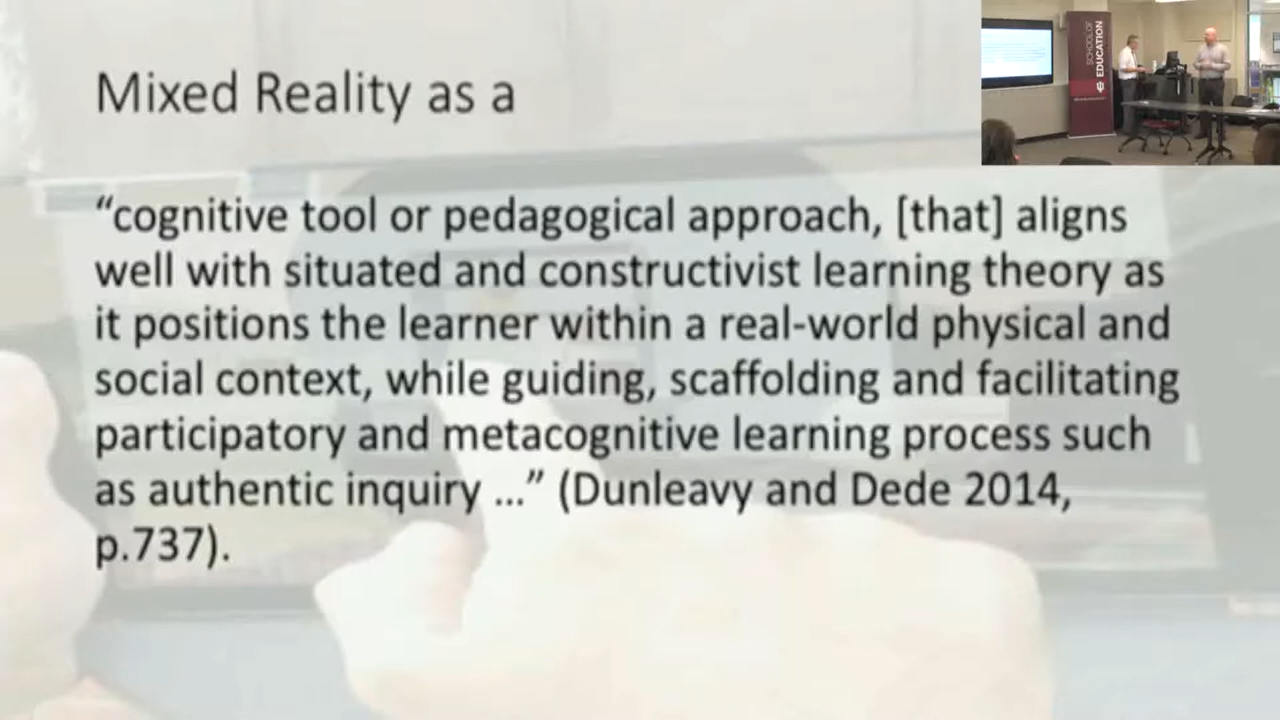 Mixed Reality as a
“cognitive tool or pedagogical approach, [that] aligns
well with situated and constructivist learning theory as
it positions the learner within a real-world physical and
social context, while guiding, scaffolding and facilitating
participatory and metacognitive learning process such
as authentic inquiry …” (Dunleavy and Dede 2014,
p.737).
SCHOOL OF
EDUCATION